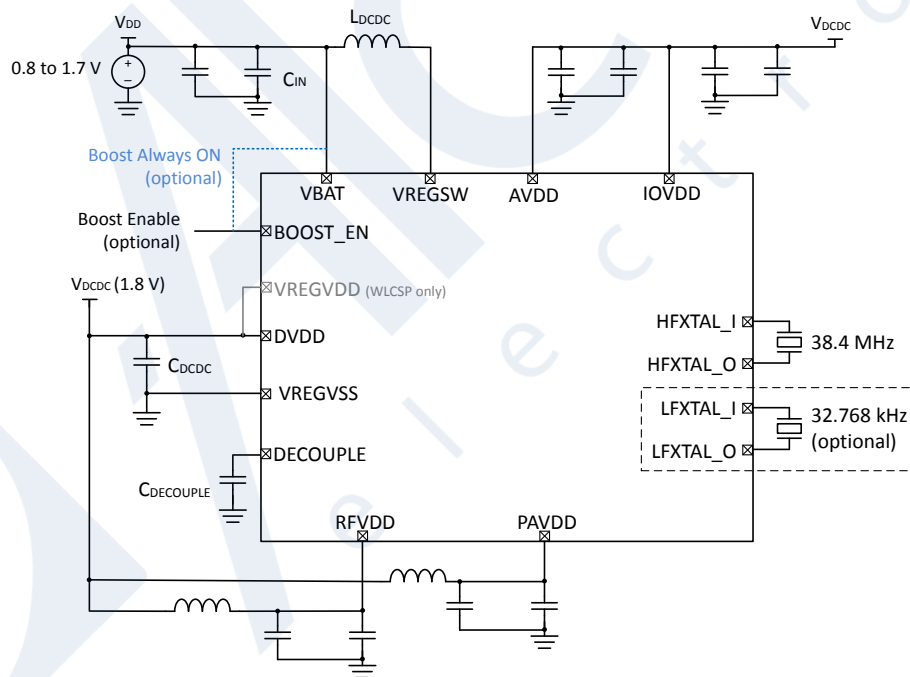 LDCDC
VDD
VDCDC
0.8 to 1.7 V
+
–
CIN
Boost Always ON
(optional)
VBAT
VREGSW
AVDD
IOVDD
Boost Enable
(optional)
BOOST_EN
VDCDC (1.8 V)
VREGVDD (WLCSP only)
DVDD
HFXTAL_I
38.4 MHz
HFXTAL_O
CDCDC
VREGVSS
LFXTAL_I
32.768 kHz
(optional)
LFXTAL_O
DECOUPLE
CDECOUPLE
RFVDD
PAVDD
e l e c t r o